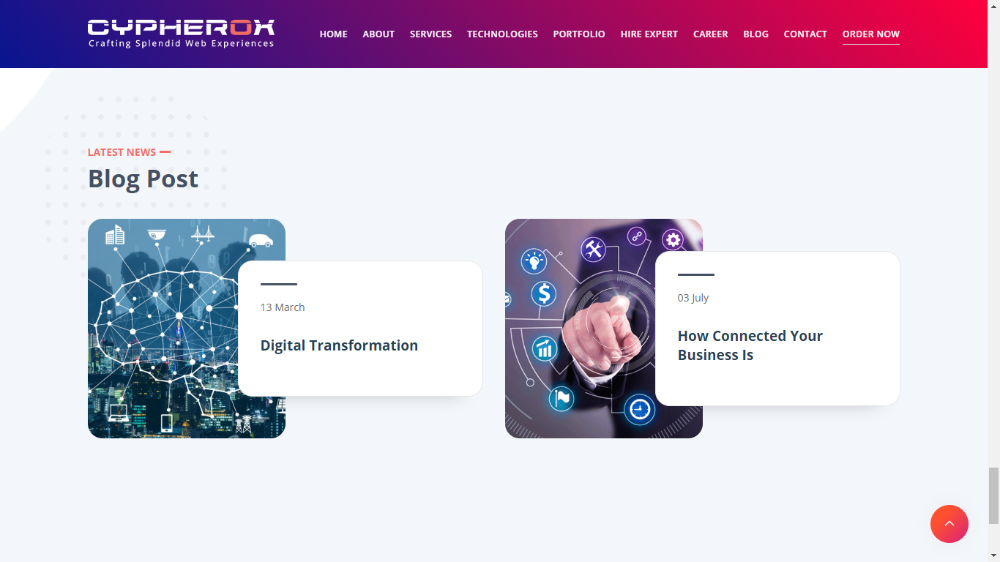 CYPHEROX
Crafting Splendid Web Experiences
HOME ABOUT SERVICES TECHNOLOGIES PORTFOLIO HIRE EXPERT CAREER BLOG CONTACT ORDER NOW
LATEST NEWS
Blog Post
13 March
Digital Transformation
03 July
How Connected Your
Business Is